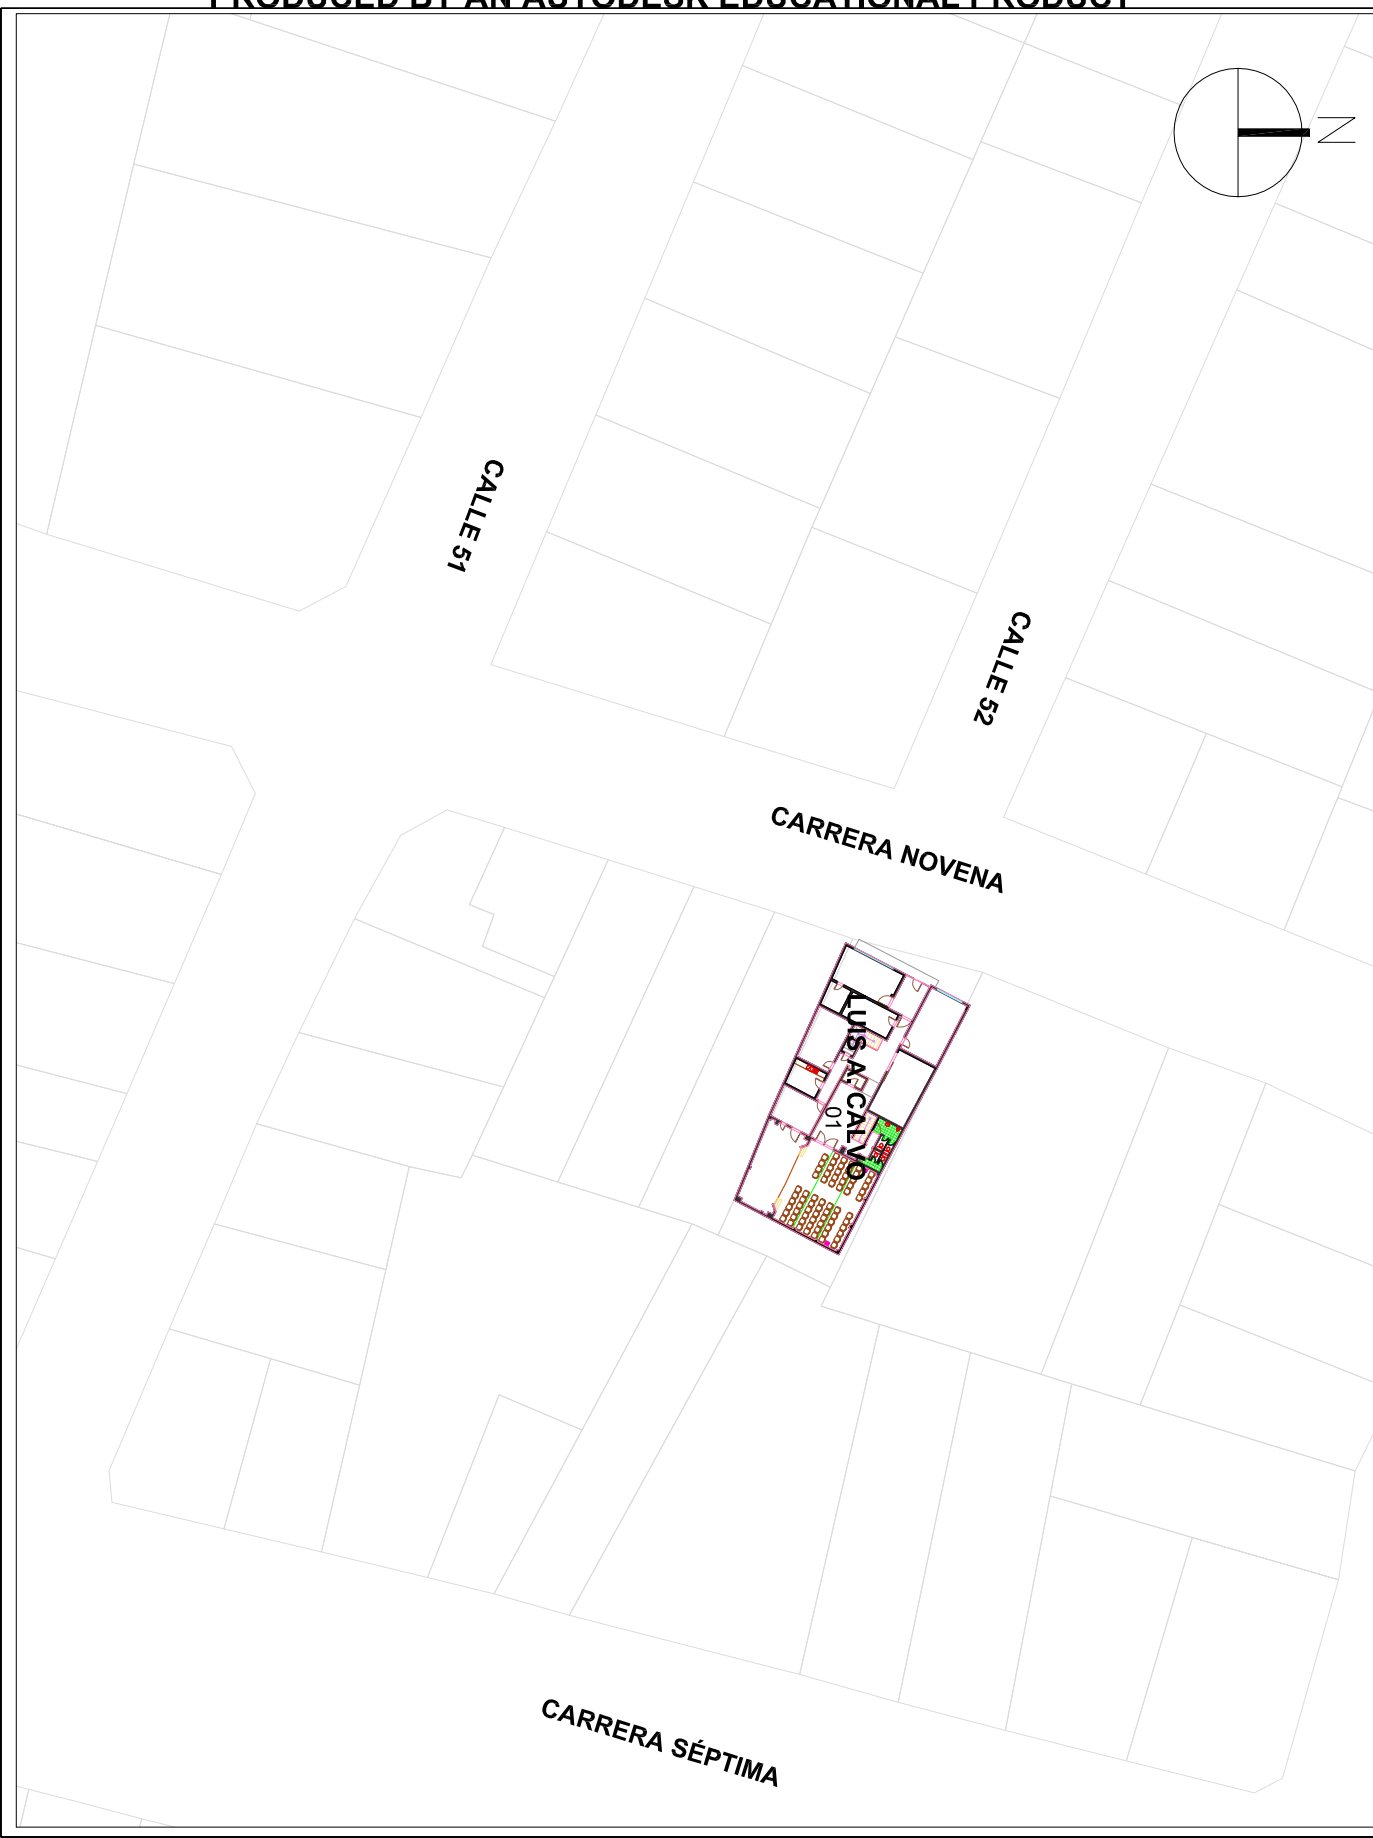 PRODUCED BY AN AUTODESK EDUCATIONAL PRODUCT
N
CALLE 51
CALLE 52
CARRERA NOVENA
LUIS A. CALVO
01
CARRERA SÉPTIMA